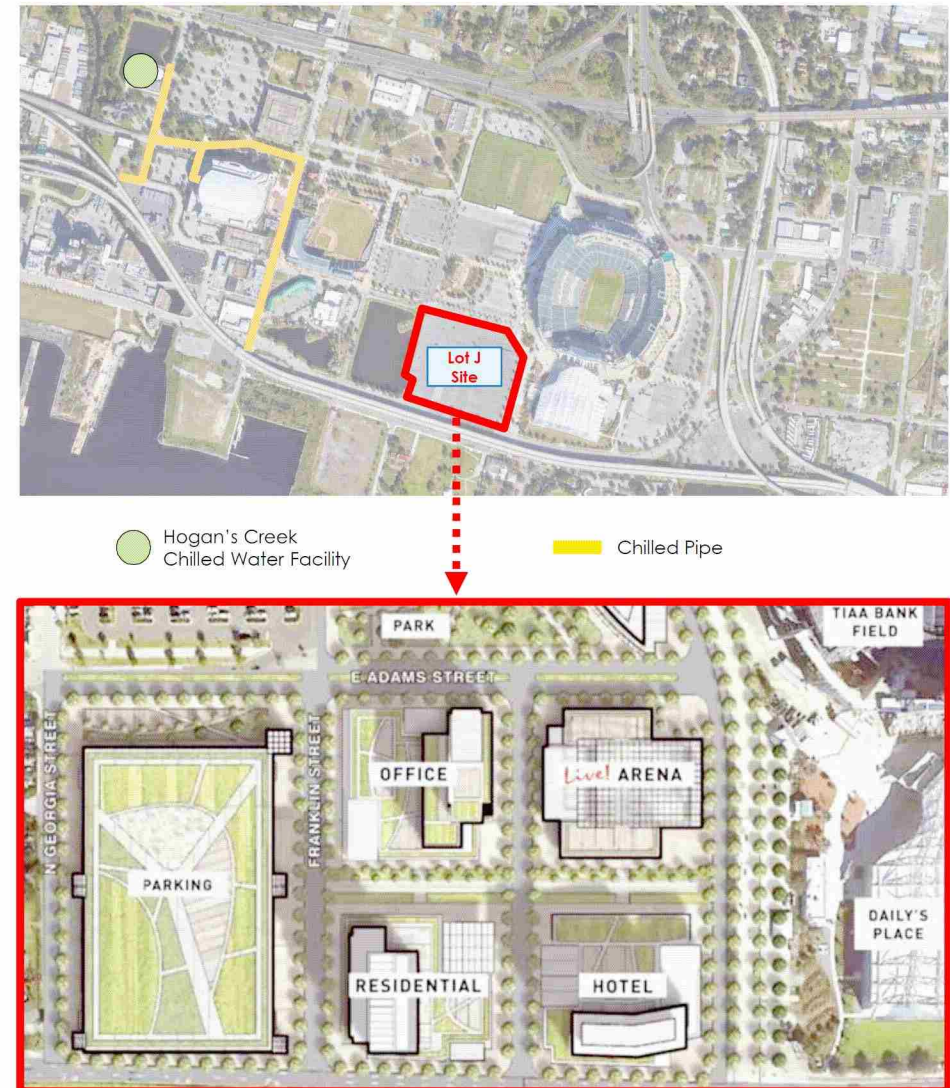 Lot J
Site
Hogan's Creek
Chilled Water Facility
Chilled Pipe
PARK
TIAA BANK
FIELD
E ADAMS STREET
N GEORGIA STREET
FRANKLIN STREET
OFFICE
Live! ARENA
PARKING
DAILY'S
PLACE
RESIDENTIAL
HOTEL